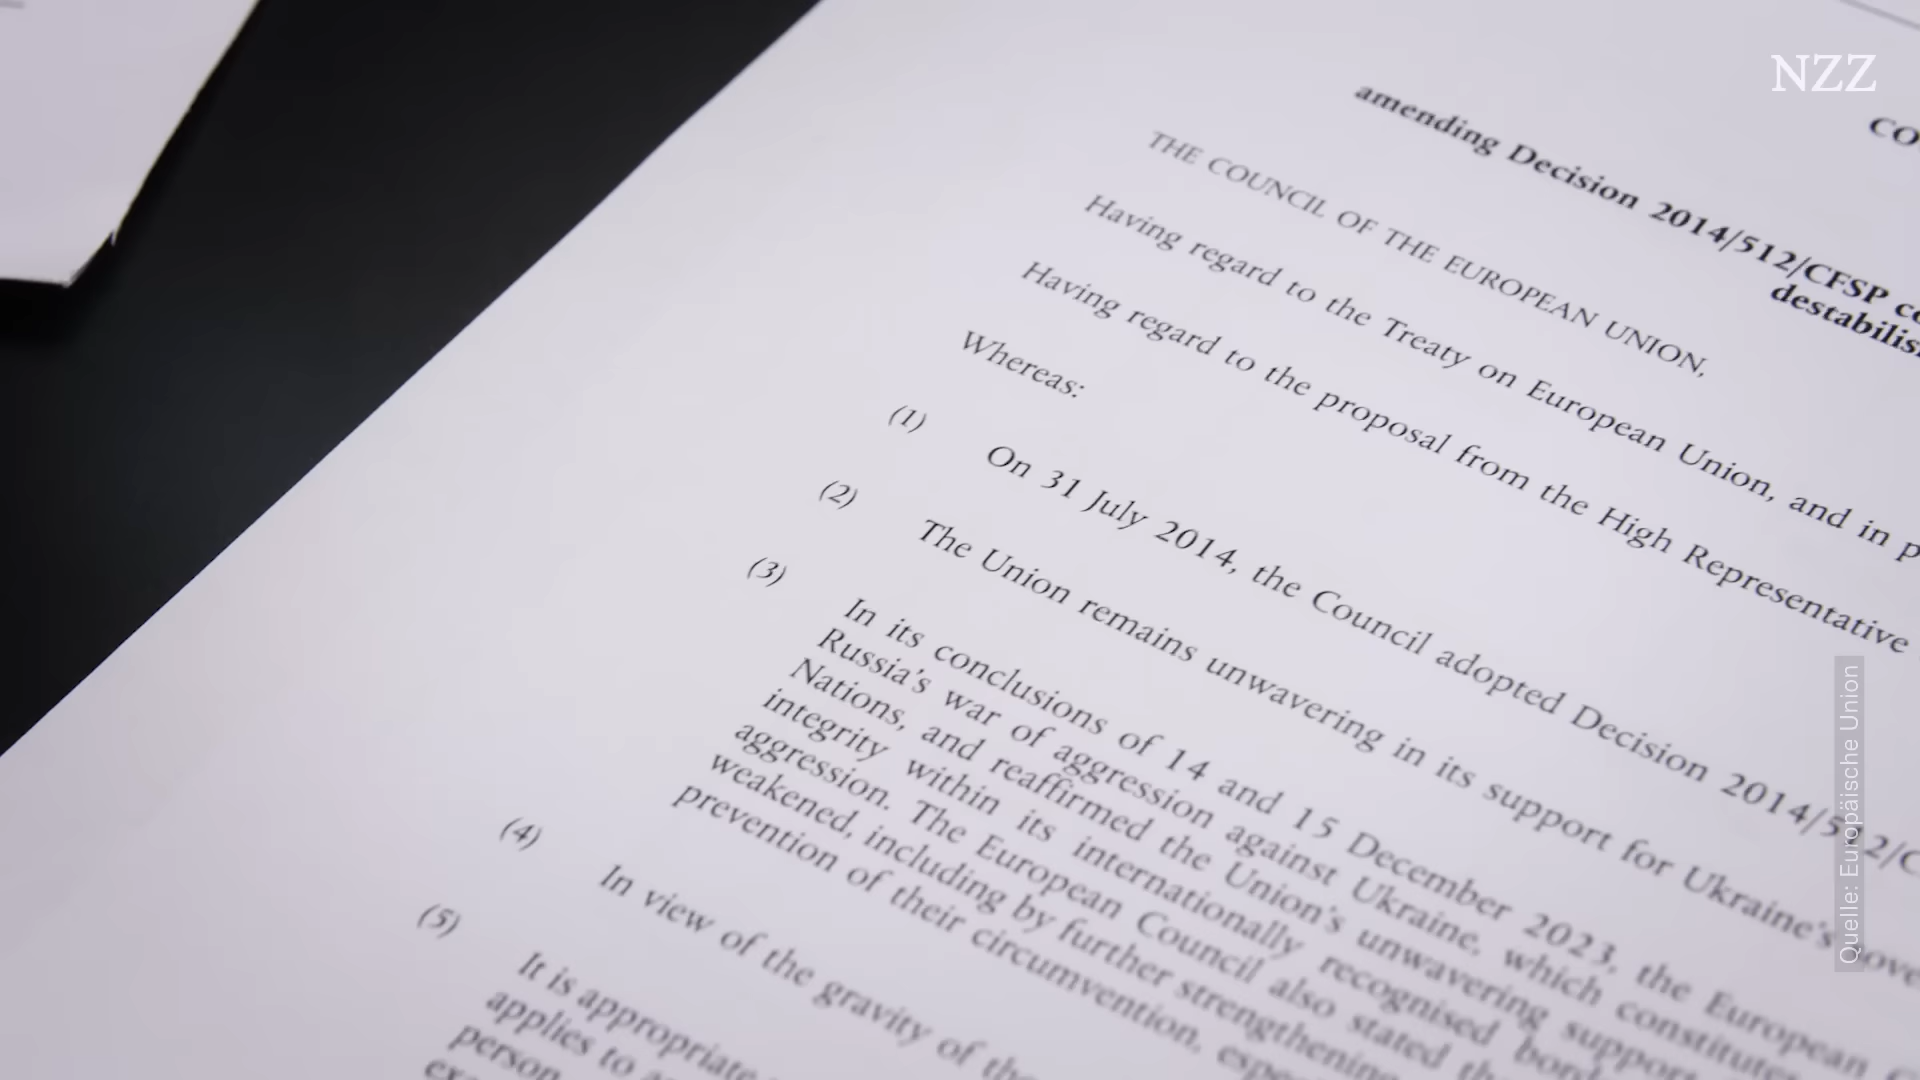 NZZ
CO
amending Decision 2014/512/CFSP co
destabilis
THE COUNCIL OF THE EUROPEAN UNION,
Having regard to the Treaty on European Union, and in p
Having regard to the proposal from the High Representative
Whereas:
(1) On 31 July 2014, the Council adopted Decision 2014/512/C
(2) The Union remains unwavering in its support for Ukraine's
(3) In its conclusions of 14 and 15 December 2023, the European C
Russia's war of aggression against Ukraine, which constitutes
Nations, and reaffirmed the Union's unwavering support
integrity within its internationally recognised bord
aggression. The European Council also stated th
weakened, including by further strengthening
prevention of their circumvention, espe
(4) In view of the gravity of the
(5) It is appropriate
applies to
person
exc
Quelle: Europäische Union